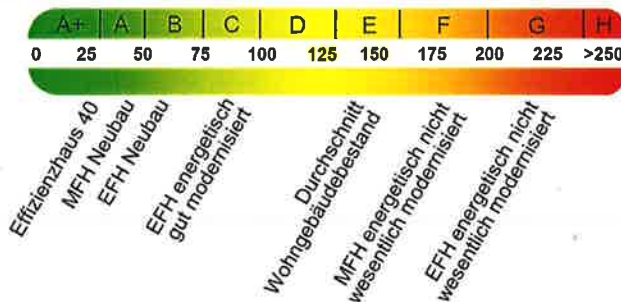 A+ A B C D E F G H
0 25 50 75 100 125 150 175 200 225 >250
Effizienzhaus 40
MFH Neubau
EFH Neubau
EFH energetisch
gut modernisiert
Durchschnitt
Wohngebäudebestand
MFH energetisch nicht
wesentlich modernisiert
EFH energetisch nicht
wesentlich modernisiert